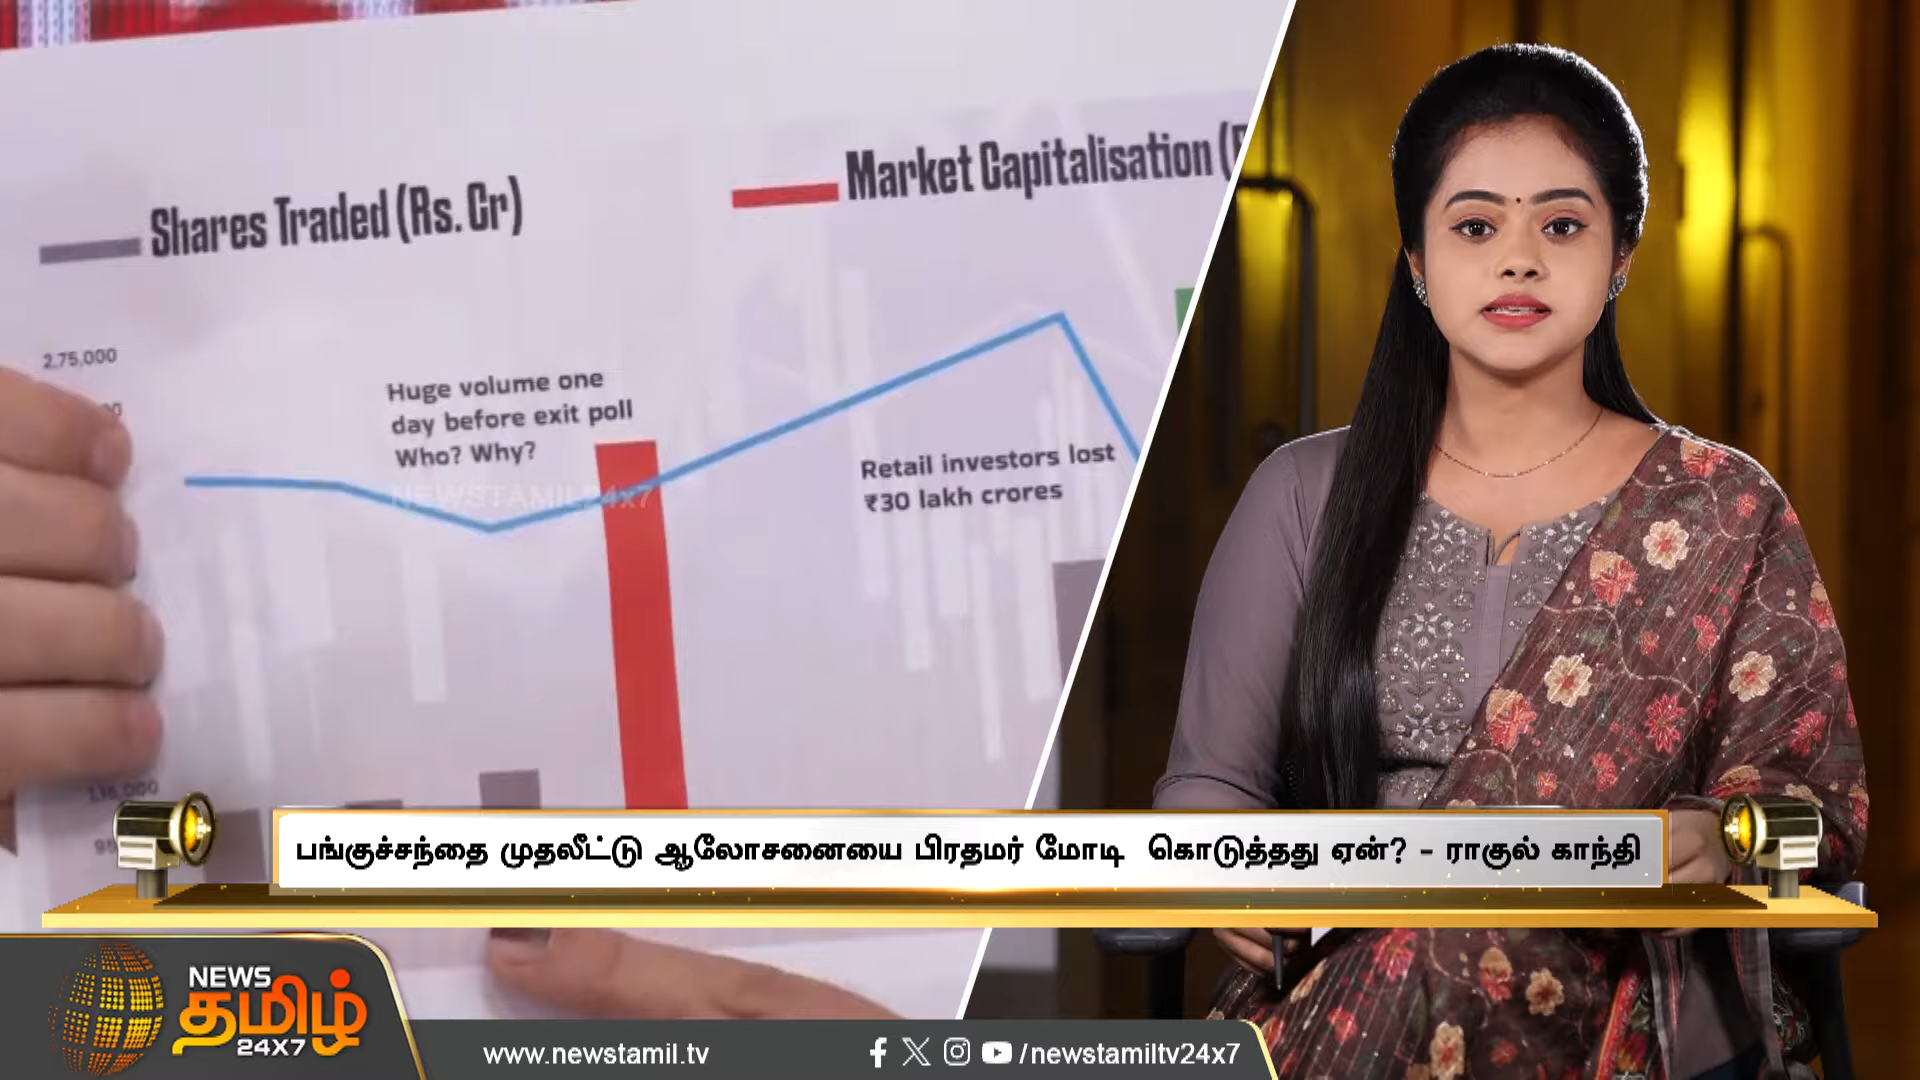 Shares Traded (Rs. Cr)
Market Capitalisation (
2,75,000
Huge volume one
day before exit poll
Who? Why?
Retail investors lost
₹30 lakh crores
NEWSTAMIL24x7
பங்குச்சந்தை முதலீட்டு ஆலோசனையை பிரதமர் மோடி கொடுத்தது ஏன்? - ராகுல் காந்தி
NEWS
தமிழ்
24X7
www.newstamil.tv
/newstamiltv24x7